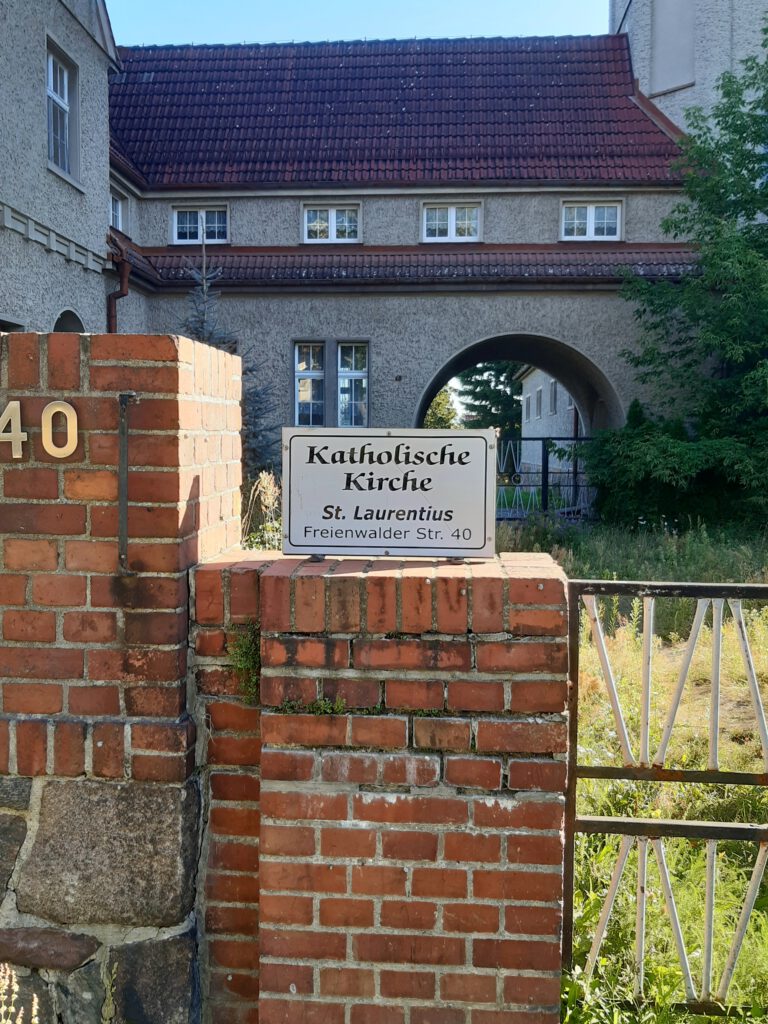 40
Katholische
Kirche
St. Laurentius
Freienwalder Str. 40